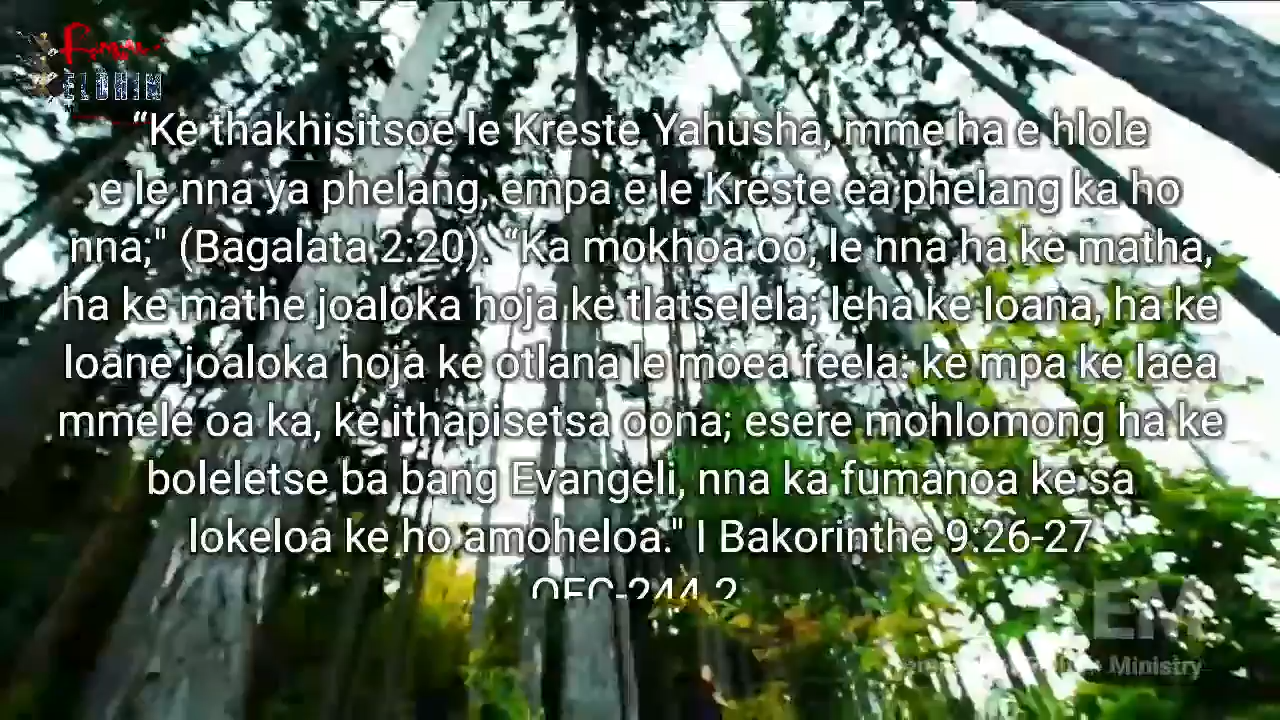 ELOHIM
“Ke thakhisitsoe le Kreste Yahusha, mme ha e hlole
e le nna ya phelang, empa e le Kreste ea phelang ka ho
nna;" (Bagalata 2:20). “Ka mokhoa oo, le nna ha ke matha,
ha ke mathe joaloka hoja ke tlatselela; leha ke loana, ha ke
loane joaloka hoja ke otlana le moea feela: ke mpa ke laea
mmele oa ka, ke ithapisetsa oona; esere mohlomong ha ke
boleletse ba bang Evangeli, nna ka fumanoa ke sa
lokeloa ke ho amoheloa." I Bakorinthe 9:26-27
OFC-244.2
Ministry